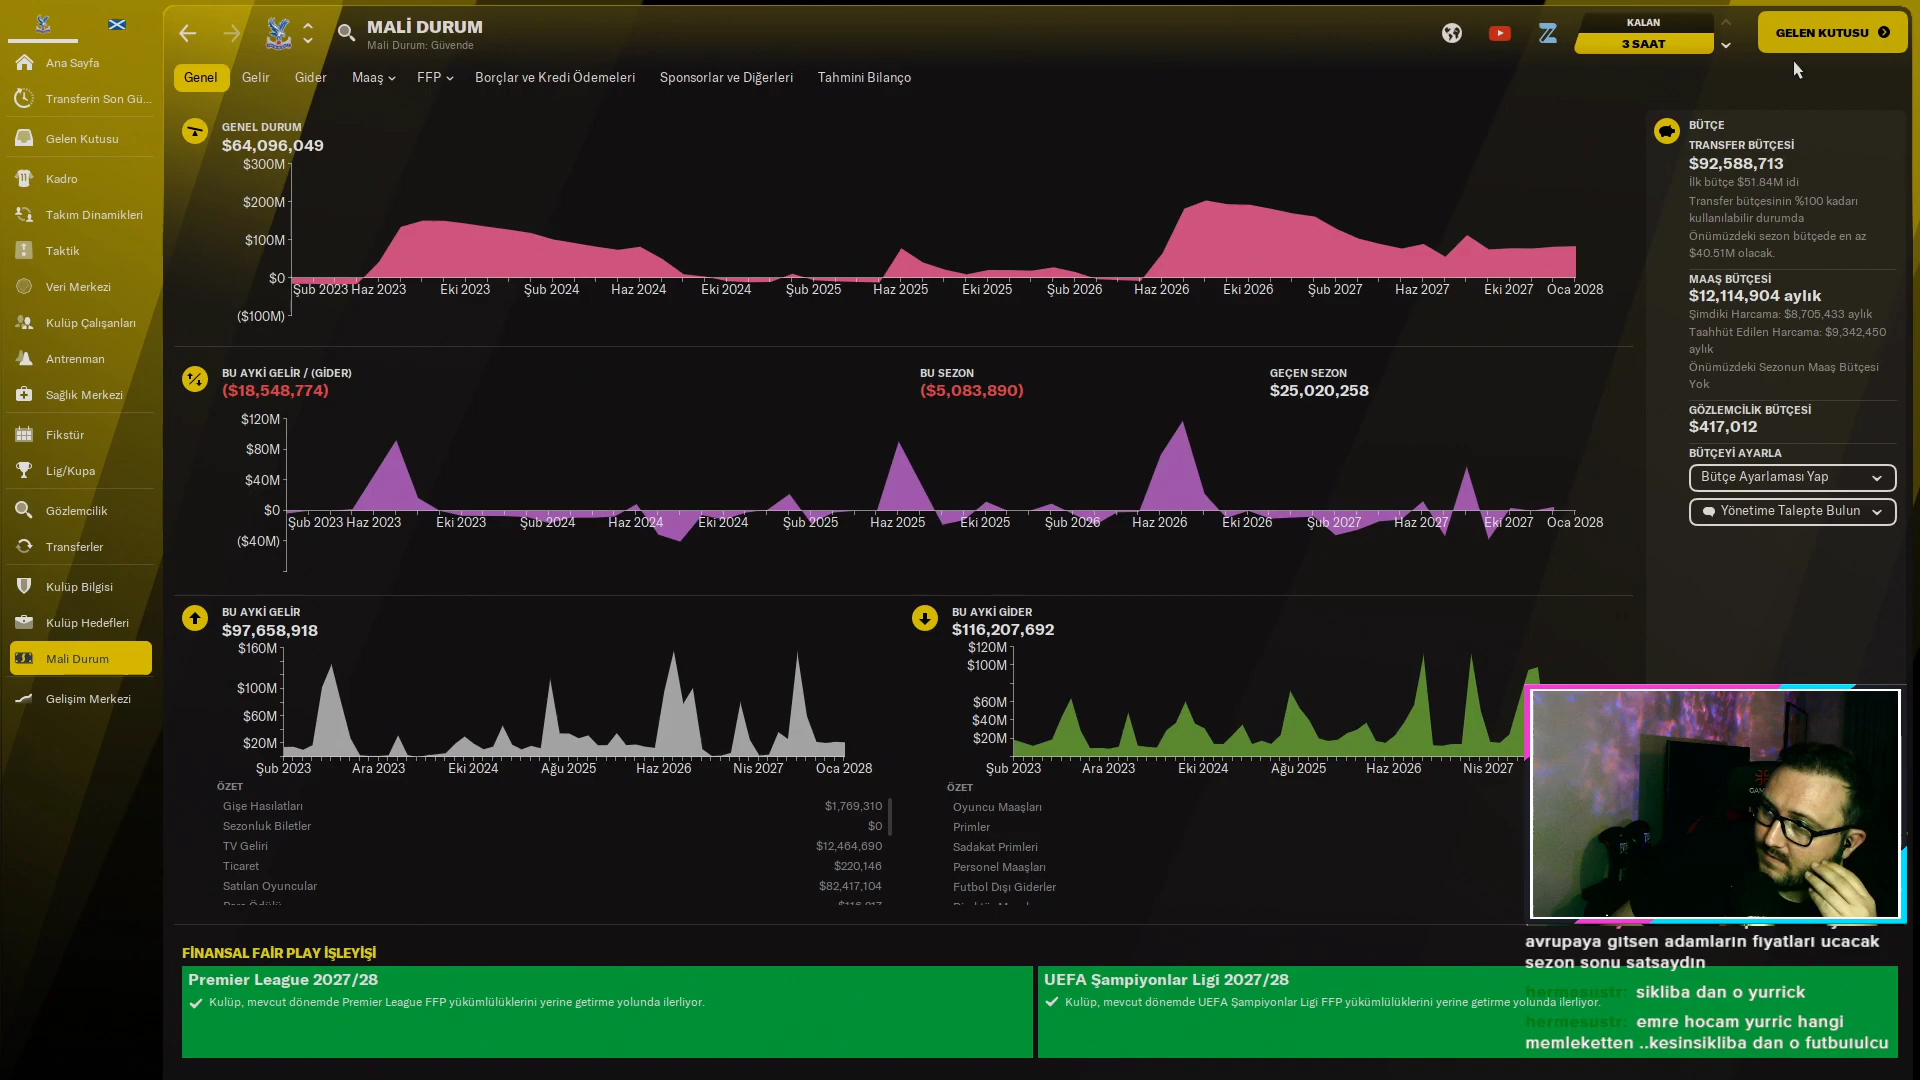 MALİ DURUM
Mali Durum: Güvende
KALAN
3 SAAT
GELEN KUTUSU
Ana Sayfa
Transferin Son Gü...
Gelen Kutusu
Kadro
Takım Dinamikleri
Taktik
Veri Merkezi
Kulüp Çalışanları
Antrenman
Sağlık Merkezi
Fikstür
Lig/Kupa
Gözlemcilik
Transferler
Kulüp Bilgisi
Kulüp Hedefleri
Mali Durum
Gelişim Merkezi
Genel Gelir Gider Maaş FFP Borçlar ve Kredi Ödemeleri Sponsorlar ve Diğerleri Tahmini Bilanço
GENEL DURUM
$64,096,049
$300M
$200M
$100M
$0
($100M)
Şub 2023 Haz 2023 Eki 2023 Şub 2024 Haz 2024 Eki 2024 Şub 2025 Haz 2025 Eki 2025 Şub 2026 Haz 2026 Eki 2026 Şub 2027 Haz 2027 Eki 2027 Oca 2028
BU AYKİ GELİR / (GİDER)
($18,548,774)
BU SEZON
($5,083,890)
GEÇEN SEZON
$25,020,258
$120M
$80M
$40M
$0
($40M)
Şub 2023 Haz 2023 Eki 2023 Şub 2024 Haz 2024 Eki 2024 Şub 2025 Haz 2025 Eki 2025 Şub 2026 Haz 2026 Eki 2026 Şub 2027 Haz 2027 Eki 2027 Oca 2028
BU AYKİ GELİR
$97,658,918
$160M
$100M
$60M
$20M
Şub 2023 Ara 2023 Eki 2024 Ağu 2025 Haz 2026 Nis 2027 Oca 2028
ÖZET
Gişe Hasılatları $1,769,310
Sezonluk Biletler $0
TV Geliri $12,464,690
Ticaret $220,146
Satılan Oyuncular $82,417,104
BU AYKİ GİDER
$116,207,692
$120M
$100M
$60M
$40M
$20M
Şub 2023 Ara 2023 Eki 2024 Ağu 2025 Haz 2026 Nis 2027
ÖZET
Oyuncu Maaşları
Primler
Sadakat Primleri
Personel Maaşları
Futbol Dışı Giderler
BÜTÇE
TRANSFER BÜTÇESİ
$92,588,713
İlk bütçe $51.84M idi
Transfer bütçesinin %100 kadarı
kullanılabilir durumda
Önümüzdeki sezon bütçede en az
$40.51M olacak.
MAAŞ BÜTÇESİ
$12,114,904 aylık
Şimdiki Harcama: $8,705,433 aylık
Taahhüt Edilen Harcama: $9,342,450
aylık
Önümüzdeki Sezonun Maaş Bütçesi
Yok
GÖZLEMCİLİK BÜTÇESİ
$417,012
BÜTÇEYİ AYARLA
Bütçe Ayarlaması Yap
Yönetime Talepte Bulun
FİNANSAL FAİR PLAY İŞLEYİŞİ
Premier League 2027/28
Kulüp, mevcut dönemde Premier League FFP yükümlülüklerini yerine getirme yolunda ilerliyor.
UEFA Şampiyonlar Ligi 2027/28
Kulüp, mevcut dönemde UEFA Şampiyonlar Ligi FFP yükümlülüklerini yerine getirme yolunda ilerliyor.
avrupaya gitsen adamların fiyatları ucacak
sezon sonu satsaydın
hermesustr: sikliba dan o yurrick
hermesustr: emre hocam yurric hangi
memleketten ..kesinsikliba dan o futbululcu